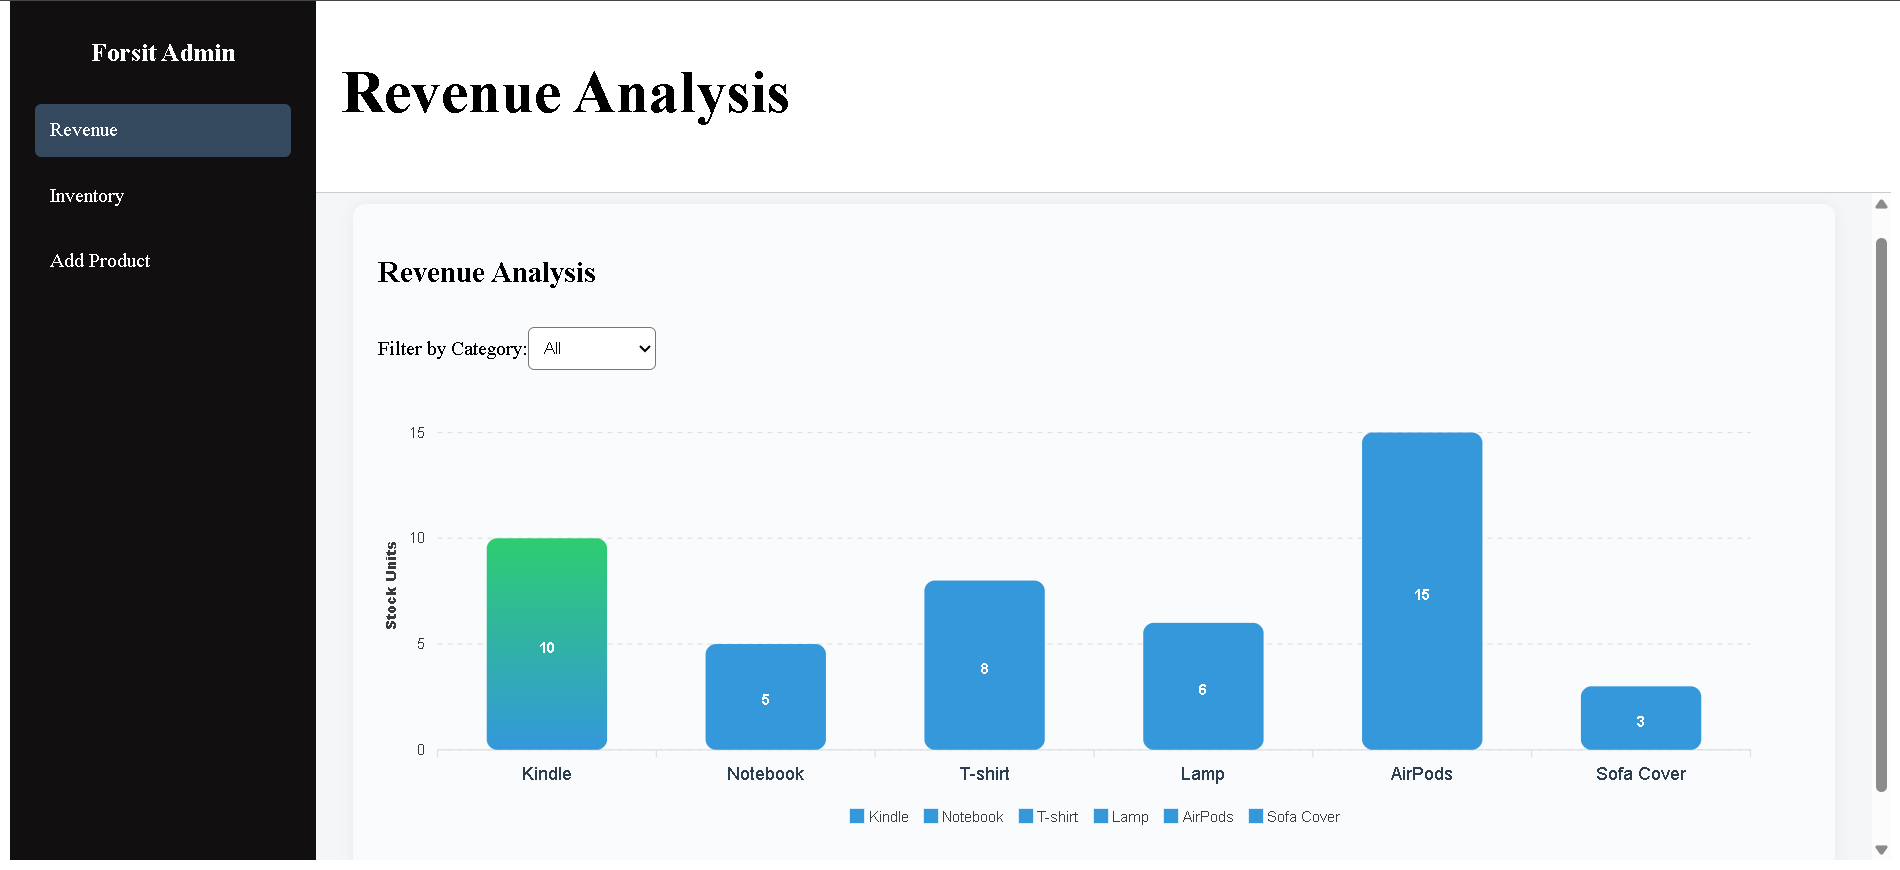 Forsit Admin
Revenue
Inventory
Add Product
Revenue Analysis
Revenue Analysis
Filter by Category: All
Stock Units
15
10
5
0
10
5
8
6
15
3
Kindle Notebook T-shirt Lamp AirPods Sofa Cover
Kindle Notebook T-shirt Lamp AirPods Sofa Cover